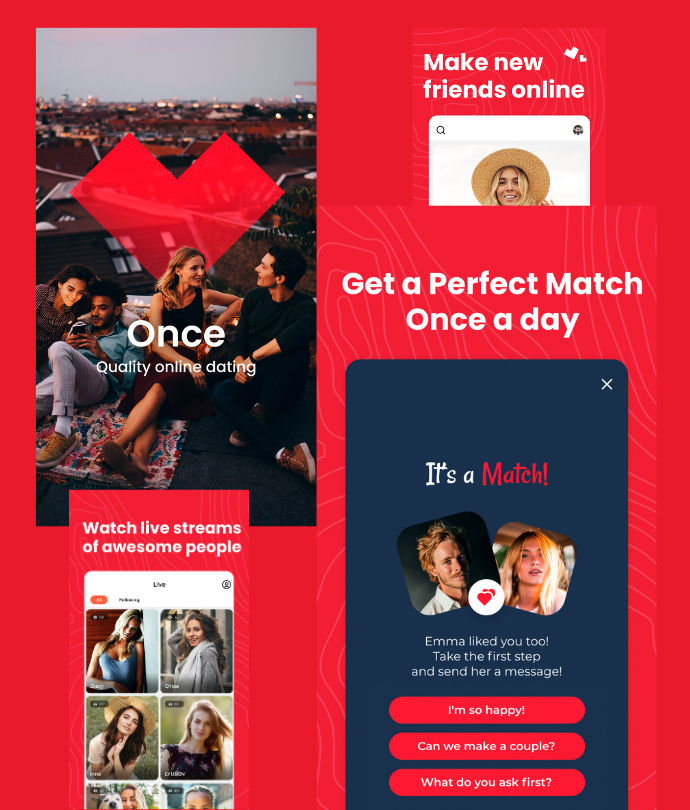 Make new
friends online
Once
Quality online dating
Get a Perfect Match
Once a day
It's a Match!
Emma liked you too!
Take the first step
and send her a message!
I'm so happy!
Can we make a couple?
What do you ask first?
Watch live streams
of awesome people
Live
Following
Stacy
Chloe
Inna
LYUBOV